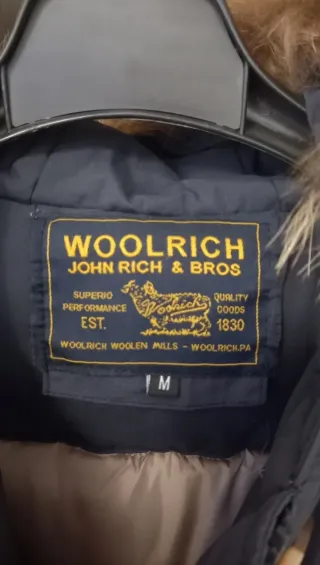 WOOLRICH
JOHN RICH & BROS
SUPERIO
PERFORMANCE
EST.
Woolrich
QUALITY
GOODS
1830
WOOLRICH WOOLEN MILLS - WOOLRICH.PA
M